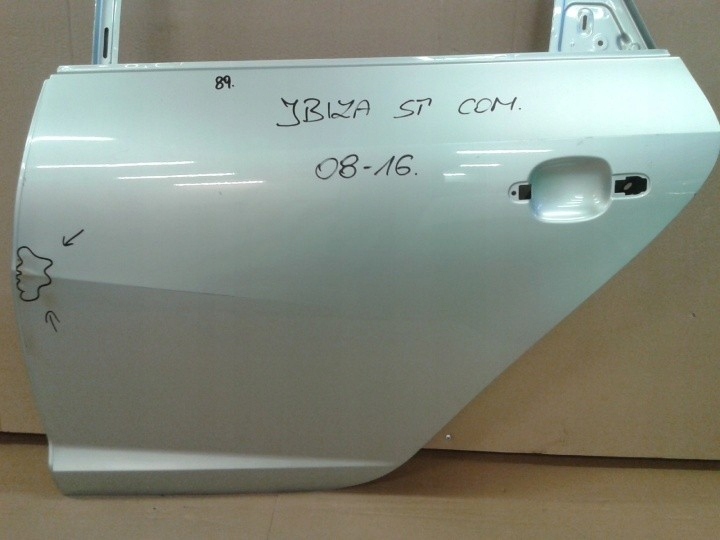 89.
IBIZA ST COM.
08-16.